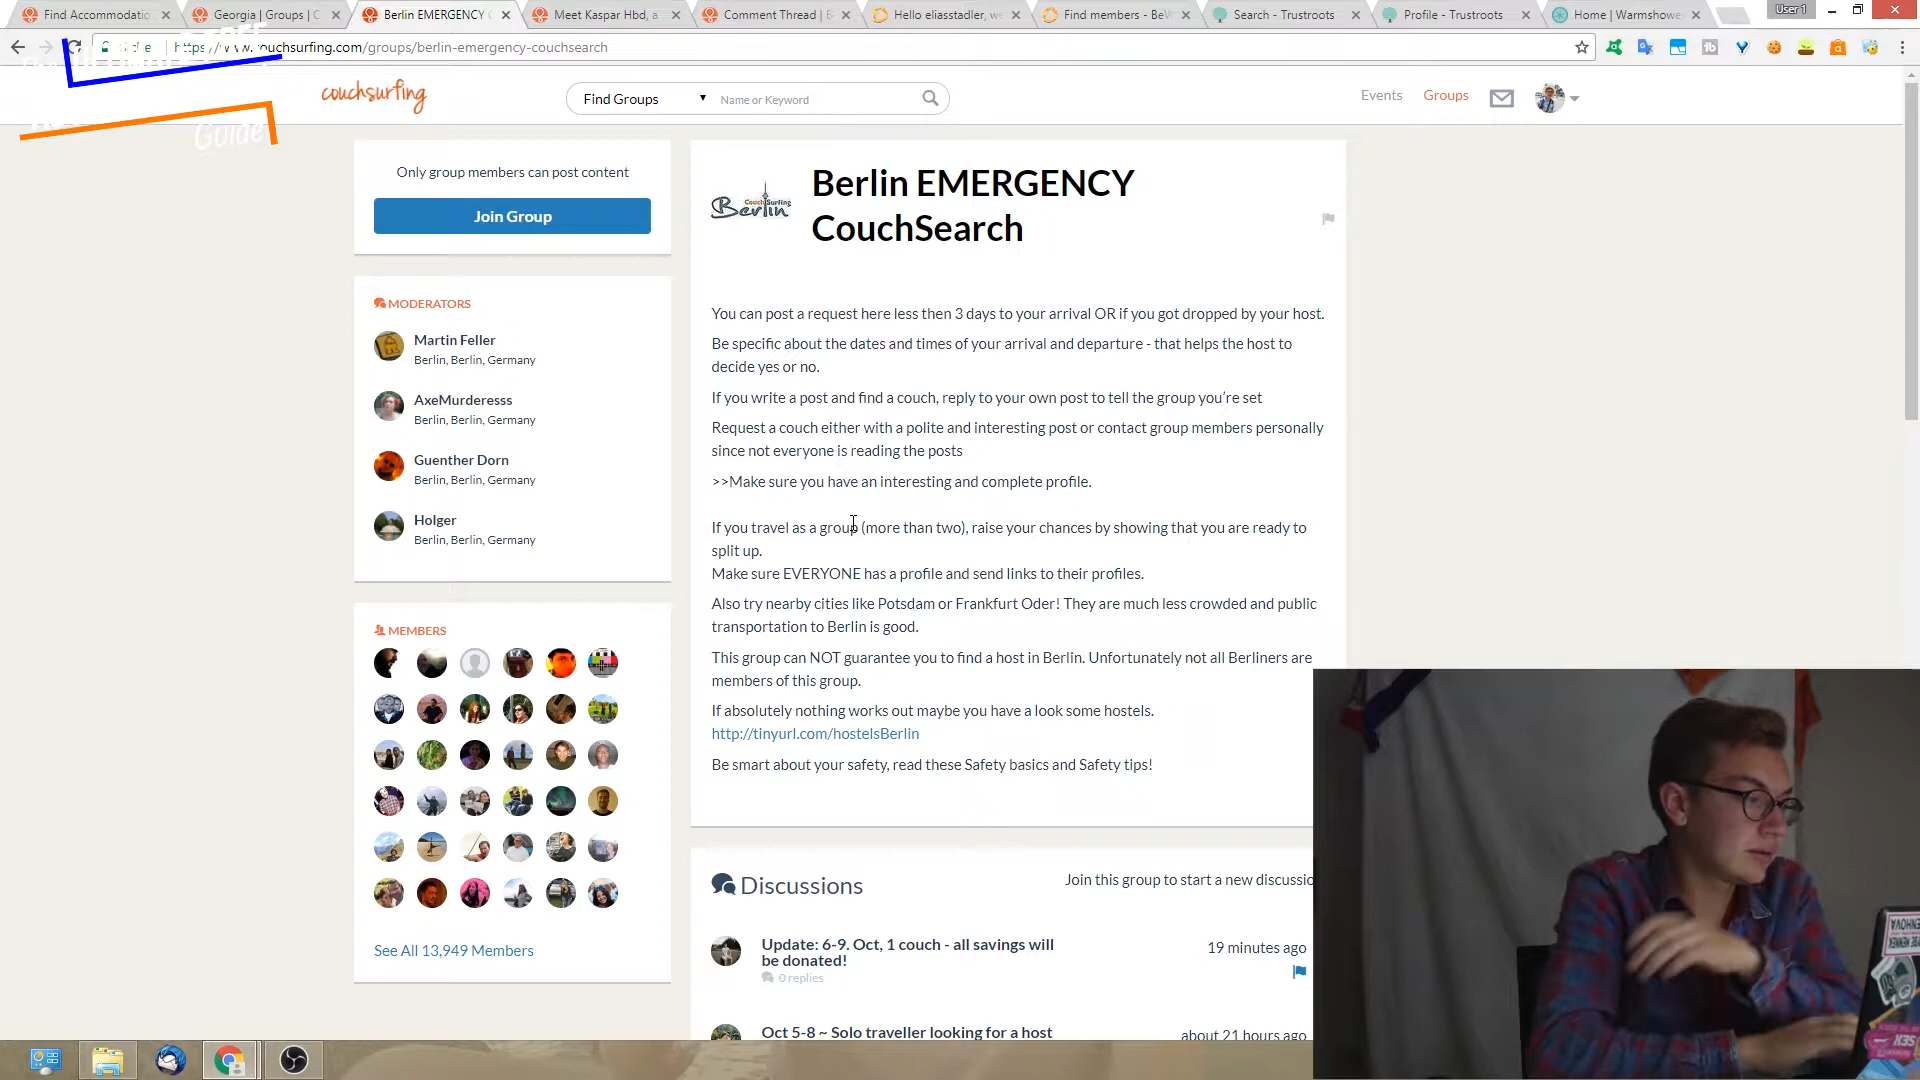 Find Accommodatio
Georgia | Groups | C
Berlin EMERGENCY C
Meet Kaspar Hbd, a
Comment Thread | B
Hello eliasstadler, we
Find members - BeW
Search - Trustroots
Profile - Trustroots
Home | Warmshowe
User 1
https://www.couchsurfing.com/groups/berlin-emergency-couchsearch
Guide
couchsurfing
Find Groups
Name or Keyword
Events
Groups
Only group members can post content
Join Group
MODERATORS
Martin Feller
Berlin, Berlin, Germany
AxeMurderesss
Berlin, Berlin, Germany
Guenther Dorn
Berlin, Berlin, Germany
Holger
Berlin, Berlin, Germany
MEMBERS
See All 13,949 Members
CouchSurfing
Berlin
Berlin EMERGENCY
CouchSearch
You can post a request here less then 3 days to your arrival OR if you got dropped by your host.
Be specific about the dates and times of your arrival and departure - that helps the host to
decide yes or no.
If you write a post and find a couch, reply to your own post to tell the group you're set
Request a couch either with a polite and interesting post or contact group members personally
since not everyone is reading the posts
>>Make sure you have an interesting and complete profile.
If you travel as a group (more than two), raise your chances by showing that you are ready to
split up.
Make sure EVERYONE has a profile and send links to their profiles.
Also try nearby cities like Potsdam or Frankfurt Oder! They are much less crowded and public
transportation to Berlin is good.
This group can NOT guarantee you to find a host in Berlin. Unfortunately not all Berliners are
members of this group.
If absolutely nothing works out maybe you have a look some hostels.
http://tinyurl.com/hostelsBerlin
Be smart about your safety, read these Safety basics and Safety tips!
Discussions
Join this group to start a new discussio
Update: 6-9. Oct, 1 couch - all savings will
be donated!
19 minutes ago
0 replies
Oct 5-8 ~ Solo traveller looking for a host
about 21 hours ago